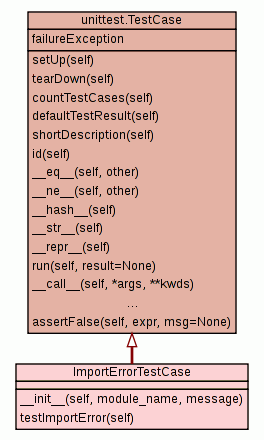 unittest.TestCase
failureException
setUp(self)
tearDown(self)
countTestCases(self)
defaultTestResult(self)
shortDescription(self)
id(self)
__eq__(self, other)
__ne__(self, other)
__hash__(self)
__str__(self)
__repr__(self)
run(self, result=None)
__call__(self, *args, **kwds)
...
assertFalse(self, expr, msg=None)
ImportErrorTestCase
__init__(self, module_name, message)
testImportError(self)